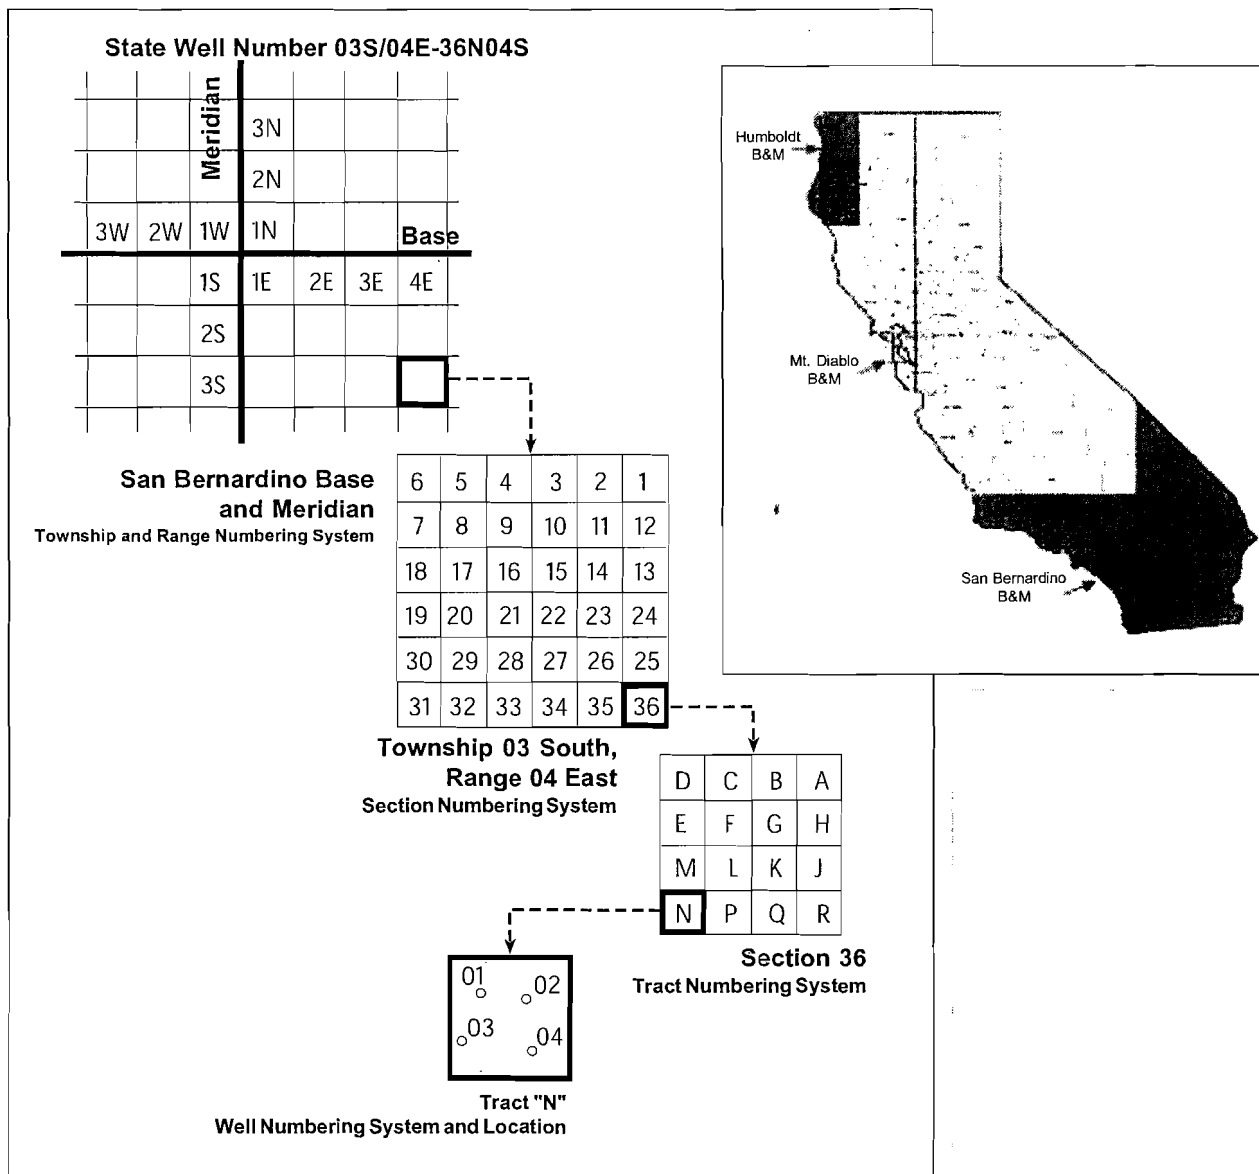 State Well Number 03S/04E-36N04S
Meridian
3N
2N
3W 2W 1W 1N Base
1S 1E 2E 3E 4E
2S
3S
San Bernardino Base
and Meridian
Township and Range Numbering System
6 5 4 3 2 1
7 8 9 10 11 12
18 17 16 15 14 13
19 20 21 22 23 24
30 29 28 27 26 25
31 32 33 34 35 36
Township 03 South,
Range 04 East
Section Numbering System
D C B A
E F G H
M L K J
N P Q R
Section 36
Tract Numbering System
01 02
03 04
Tract "N"
Well Numbering System and Location
Humboldt
B&M
Mt. Diablo
B&M
San Bernardino
B&M